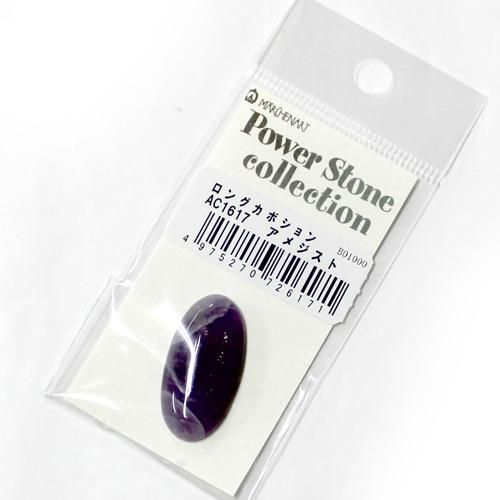 MARCHENART
Power Stone
collection
ロングカボション
AC1617 アメジスト
B01000
4 975270 726171